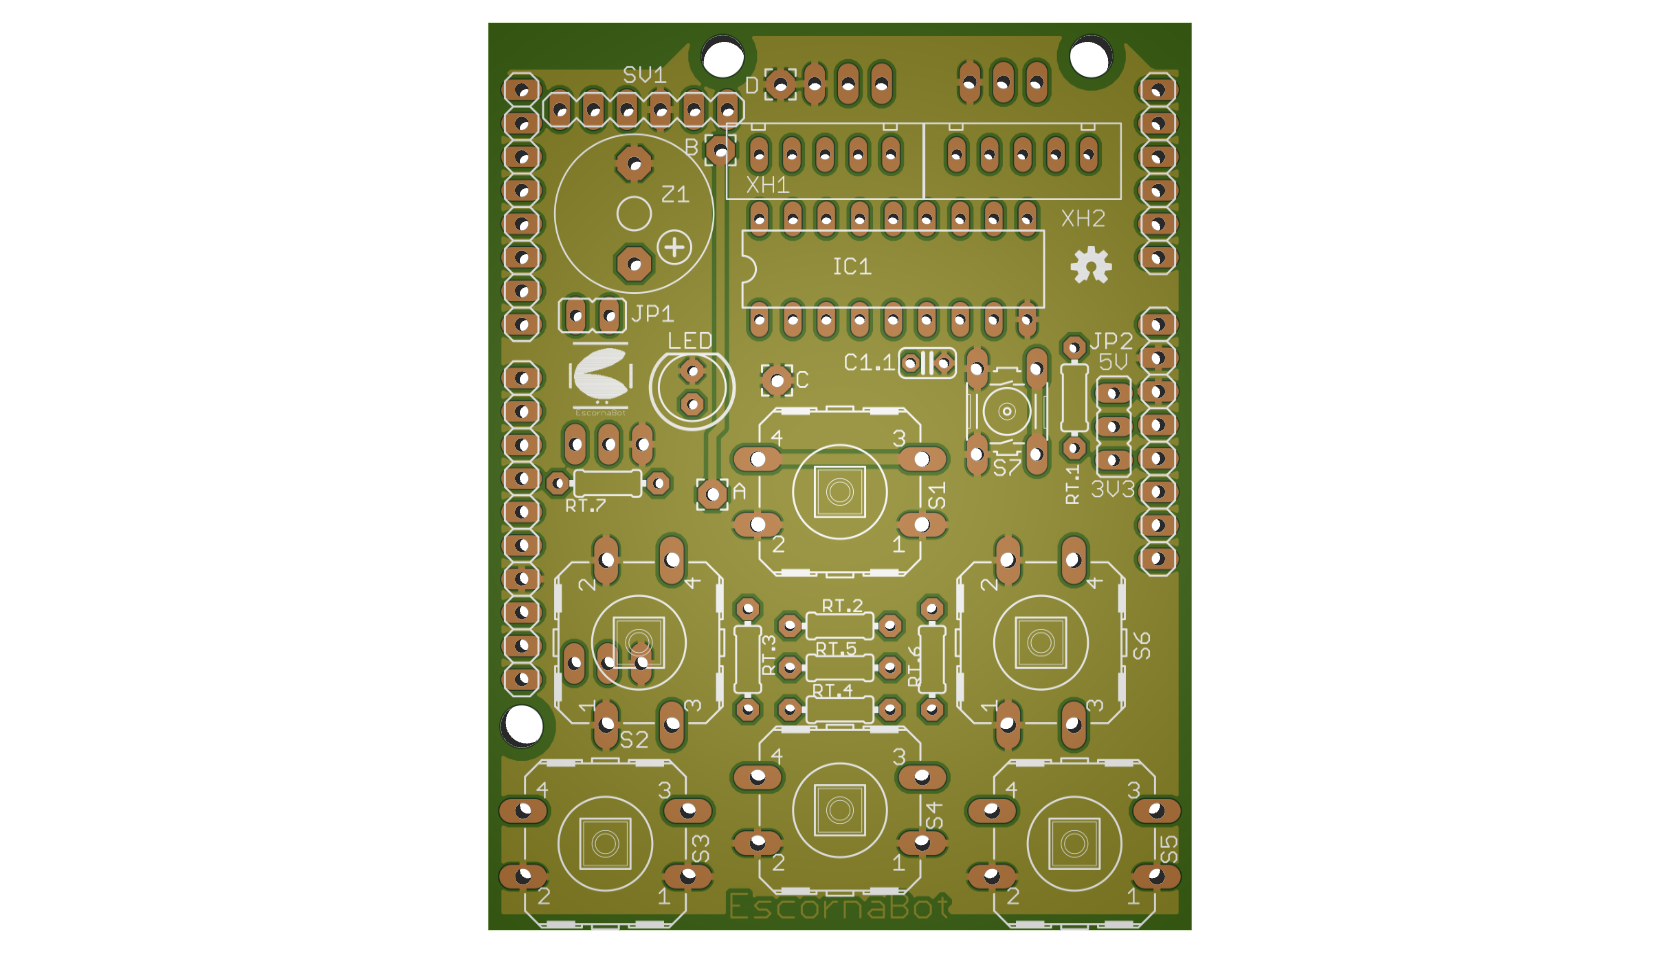 SV1
D
B
Z1
XH1
XH2
IC1
JP1
LED
JP2
5V
C1.1
C
EscornaBot
4
3
S7
3V3
RT.7
A
S1
RT.1
2
1
2
4
2
4
RT.2
RT.3
RT.5
RT.6
S6
RT.4
1
3
1
3
S2
4
3
4
3
4
3
S3
S4
S5
2
1
2
1
2
1
EscornaBot